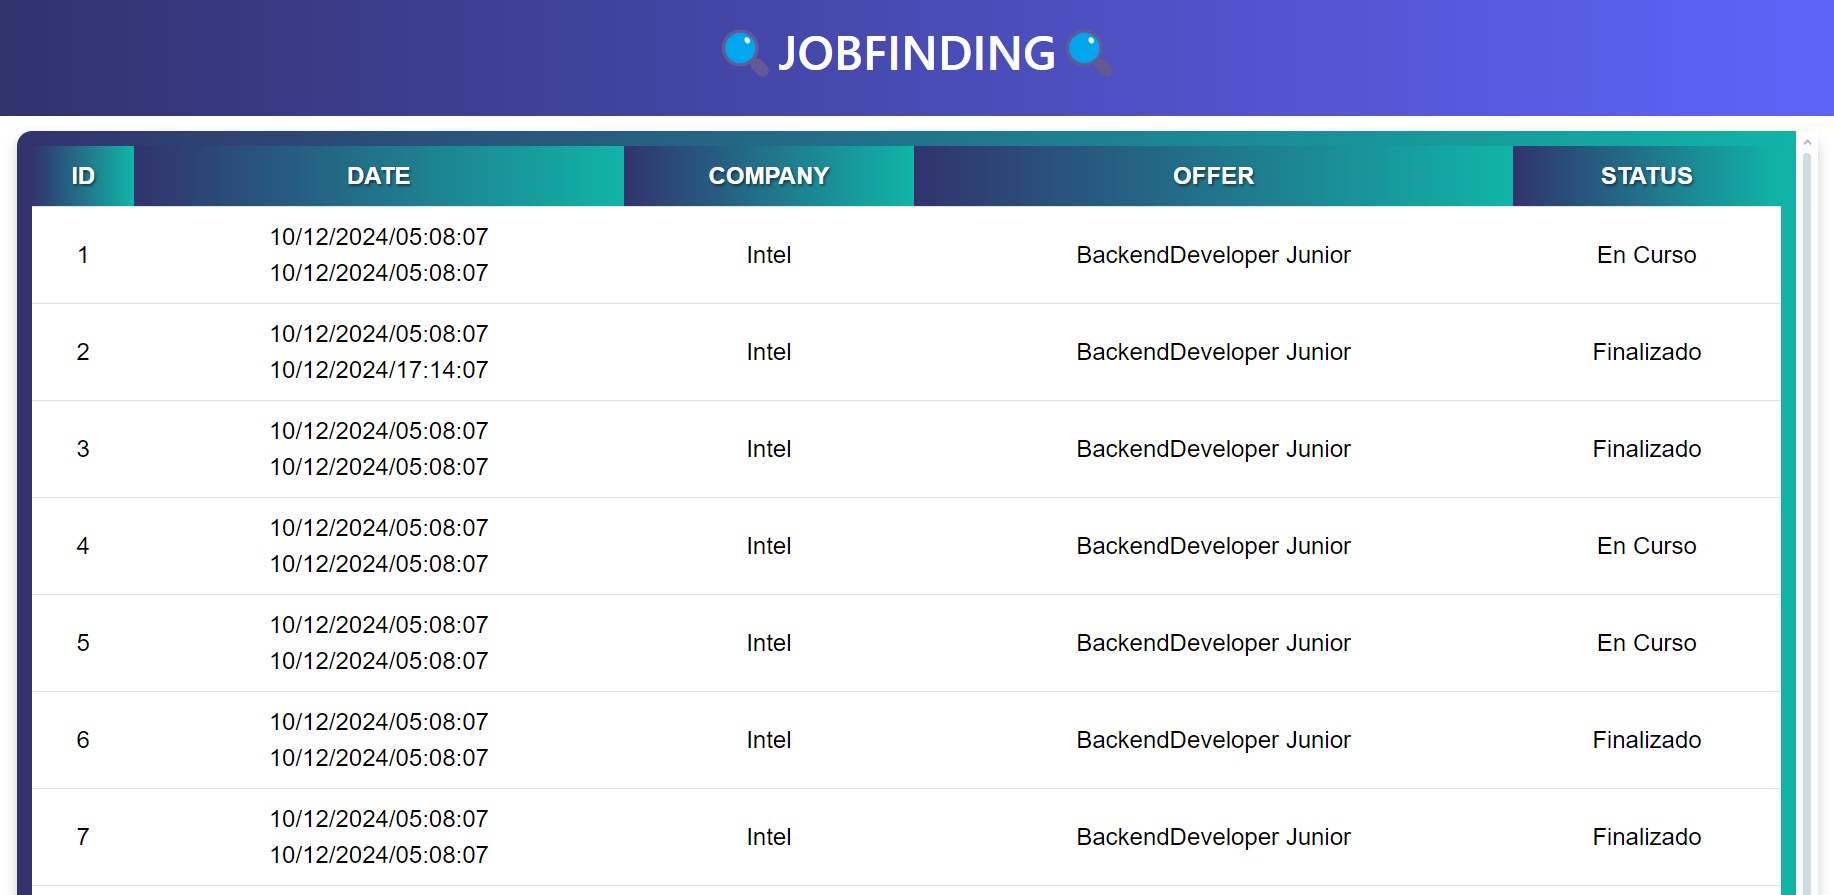 JOBFINDING
ID DATE COMPANY OFFER STATUS
10/12/2024/05:08:07
1 Intel BackendDeveloper Junior En Curso
10/12/2024/05:08:07
10/12/2024/05:08:07
2 Intel BackendDeveloper Junior Finalizado
10/12/2024/17:14:07
10/12/2024/05:08:07
3 Intel BackendDeveloper Junior Finalizado
10/12/2024/05:08:07
10/12/2024/05:08:07
4 Intel BackendDeveloper Junior En Curso
10/12/2024/05:08:07
10/12/2024/05:08:07
5 Intel BackendDeveloper Junior En Curso
10/12/2024/05:08:07
10/12/2024/05:08:07
6 Intel BackendDeveloper Junior Finalizado
10/12/2024/05:08:07
10/12/2024/05:08:07
7 Intel BackendDeveloper Junior Finalizado
10/12/2024/05:08:07